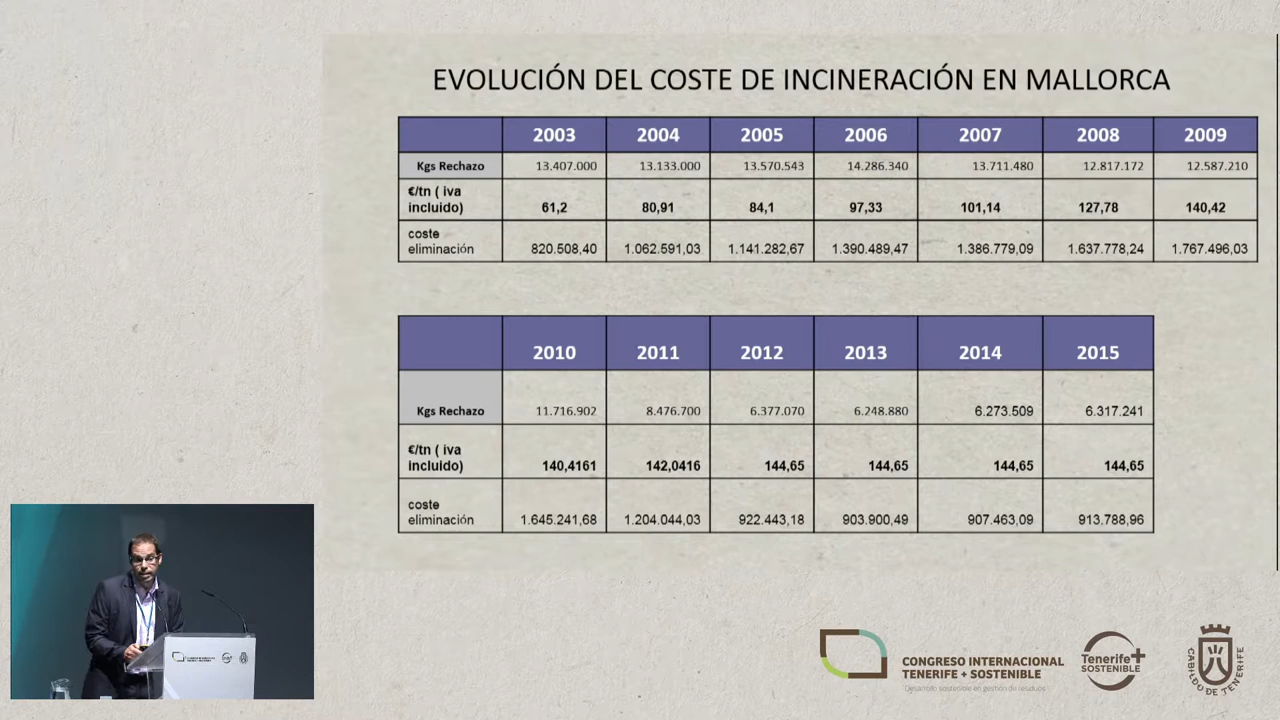 EVOLUCIÓN DEL COSTE DE INCINERACIÓN EN MALLORCA
2003 2004 2005 2006 2007 2008 2009
Kgs Rechazo 13.407.000 13.133.000 13.570.543 14.286.340 13.711.480 12.817.172 12.587.210
€/tn ( iva
incluido) 61,2 80,91 84,1 97,33 101,14 127,78 140,42
coste
eliminación 820.508,40 1.062.591,03 1.141.282,67 1.390.489,47 1.386.779,09 1.637.778,24 1.767.496,03
2010 2011 2012 2013 2014 2015
Kgs Rechazo 11.716.902 8.476.700 6.377.070 6.248.880 6.273.509 6.317.241
€/tn ( iva
incluido) 140,4161 142,0416 144,65 144,65 144,65 144,65
coste
eliminación 1.645.241,68 1.204.044,03 922.443,18 903.900,49 907.463,09 913.788,96
CONGRESO INTERNACIONAL
TENERIFE + SOSTENIBLE
Desarrollo sostenible en gestión de residuos
Tenerife+
SOSTENIBLE
CABILDO DE TENERIFE